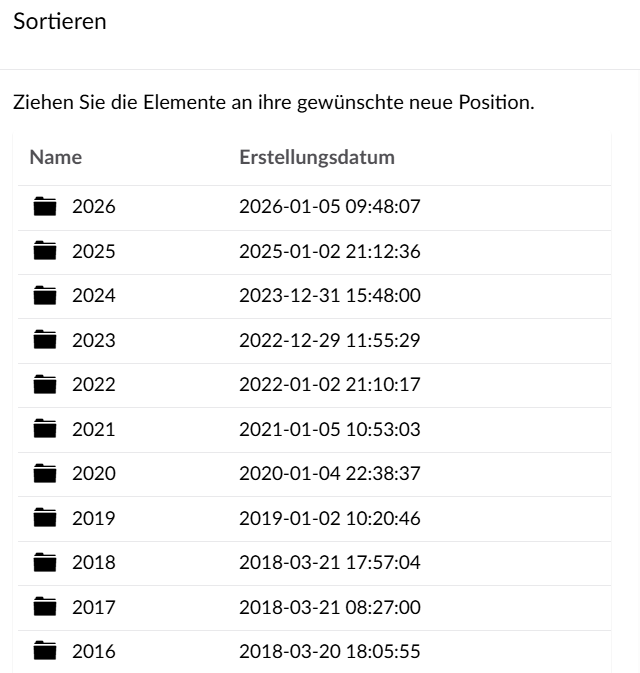 Sortieren
Ziehen Sie die Elemente an ihre gewünschte neue Position.
Name Erstellungsdatum
2026 2026-01-05 09:48:07
2025 2025-01-02 21:12:36
2024 2023-12-31 15:48:00
2023 2022-12-29 11:55:29
2022 2022-01-02 21:10:17
2021 2021-01-05 10:53:03
2020 2020-01-04 22:38:37
2019 2019-01-02 10:20:46
2018 2018-03-21 17:57:04
2017 2018-03-21 08:27:00
2016 2018-03-20 18:05:55